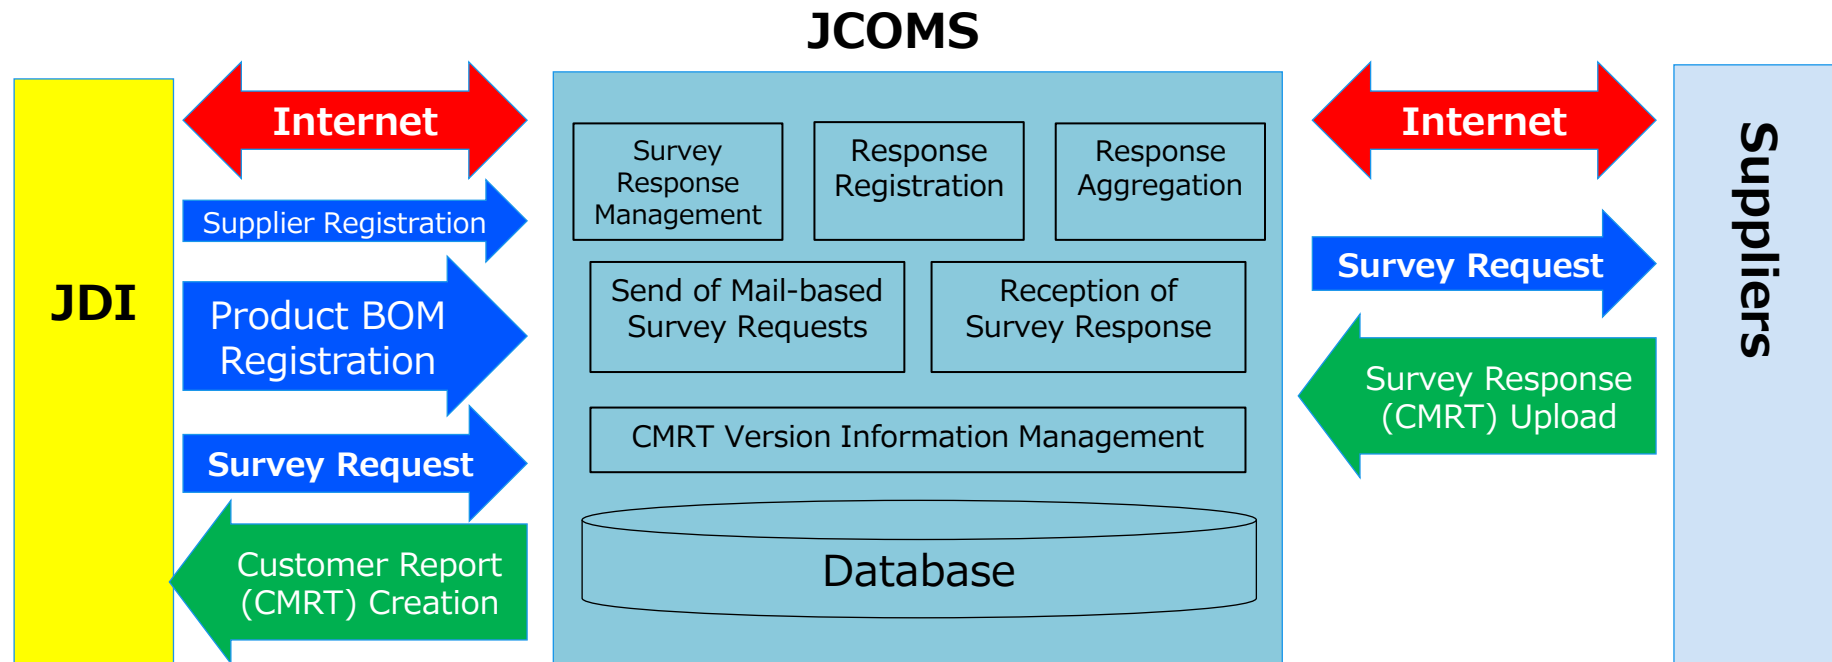 JCOMS
JDI
Internet
Supplier Registration
Product BOM
Registration
Survey Request
Customer Report
(CMRT) Creation
Survey
Response
Management
Response
Registration
Response
Aggregation
Send of Mail-based
Survey Requests
Reception of
Survey Response
CMRT Version Information Management
Database
Internet
Survey Request
Survey Response
(CMRT) Upload
Suppliers